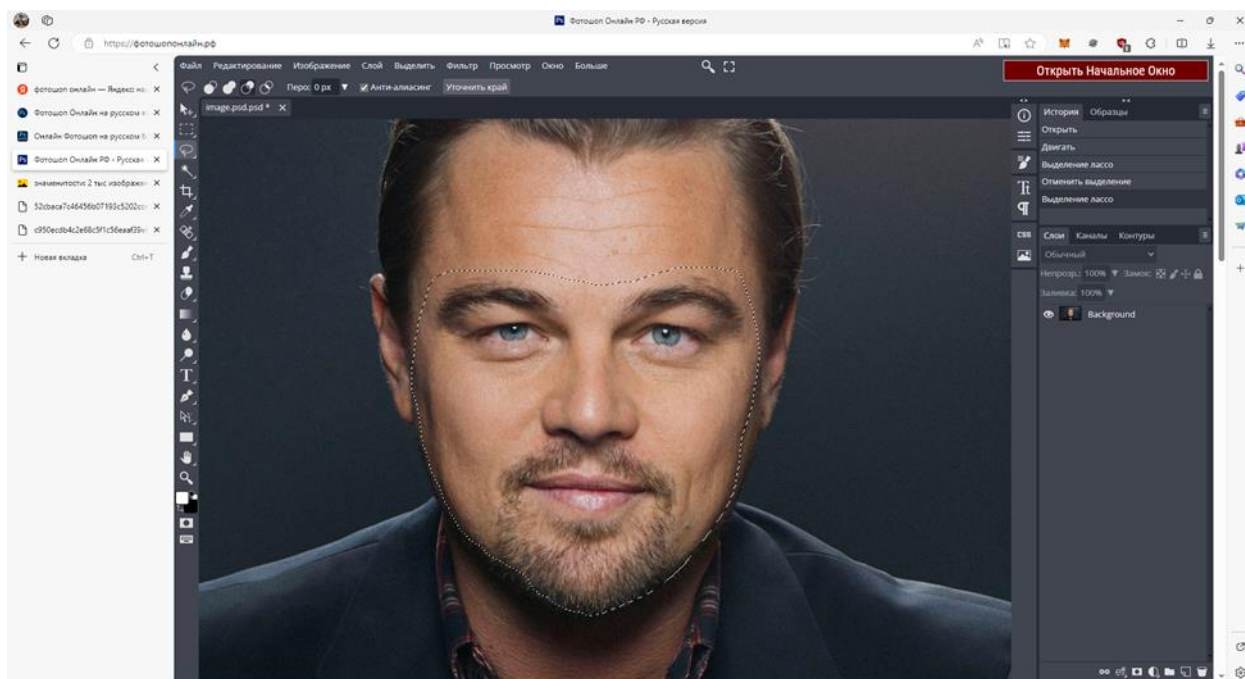 Фотошоп Онлайн РФ - Русская версия
https://фотошопонлайн.рф
Файл Редактирование Изображение Слой Выделить Фильтр Просмотр Окно Больше
Открыть Начальное Окно
Перо: 0 px Анти-алиасинг Уточнить край
image.psd.psd *
фотошоп онлайн — Яндекс
Фотошоп Онлайн на русском
Онлайн Фотошоп на русском
Фотошоп Онлайн РФ - Русская
знаменитости: 2 тыс изображ
Новая вкладка Ctrl+T
История Образцы
Открыть
Двигать
Выделение лассо
Отменить выделение
Выделение лассо
CSS Слои Каналы Контуры
Обычный
Непрозр.: 100% Замок:
Заливка: 100%
Background